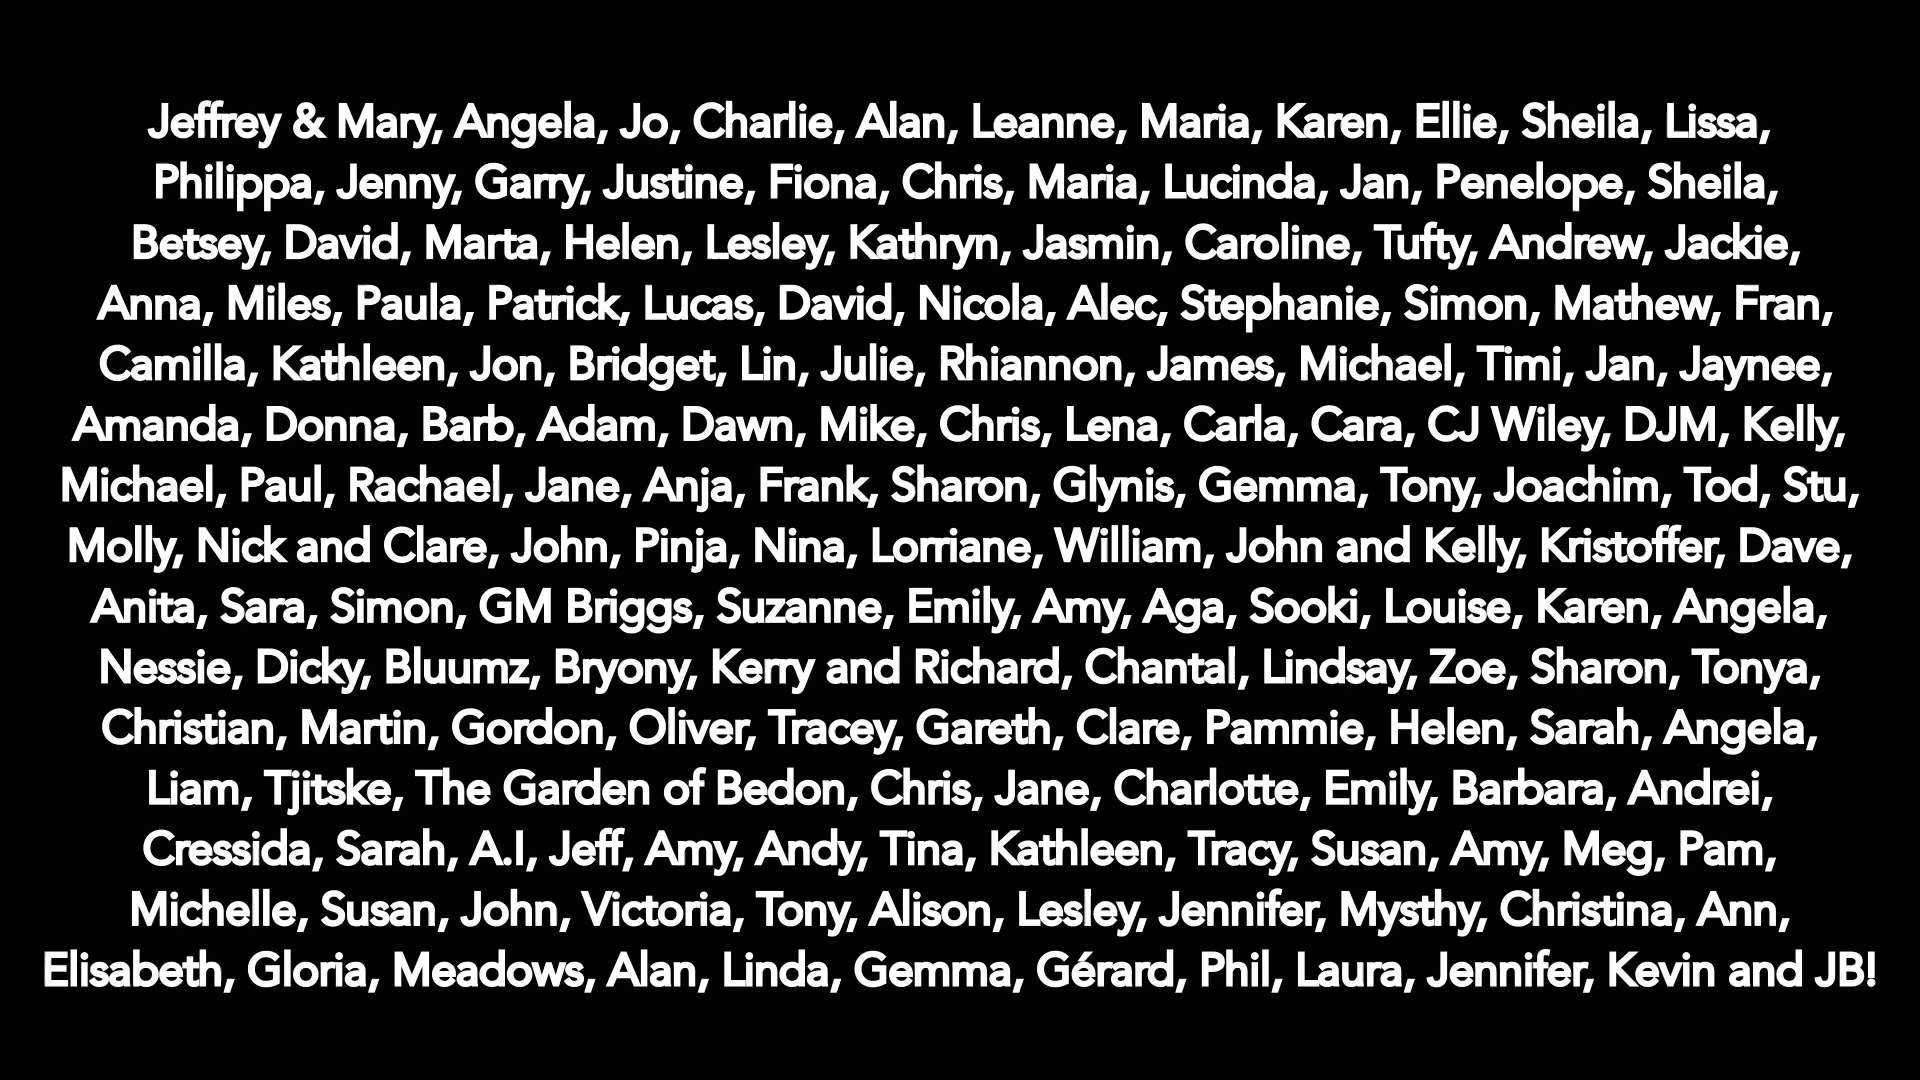 Jeffrey & Mary, Angela, Jo, Charlie, Alan, Leanne, Maria, Karen, Ellie, Sheila, Lissa,
Philippa, Jenny, Garry, Justine, Fiona, Chris, Maria, Lucinda, Jan, Penelope, Sheila,
Betsey, David, Marta, Helen, Lesley, Kathryn, Jasmin, Caroline, Tufty, Andrew, Jackie,
Anna, Miles, Paula, Patrick, Lucas, David, Nicola, Alec, Stephanie, Simon, Mathew, Fran,
Camilla, Kathleen, Jon, Bridget, Lin, Julie, Rhiannon, James, Michael, Timi, Jan, Jaynee,
Amanda, Donna, Barb, Adam, Dawn, Mike, Chris, Lena, Carla, Cara, CJ Wiley, DJM, Kelly,
Michael, Paul, Rachael, Jane, Anja, Frank, Sharon, Glynis, Gemma, Tony, Joachim, Tod, Stu,
Molly, Nick and Clare, John, Pinja, Nina, Lorriane, William, John and Kelly, Kristoffer, Dave,
Anita, Sara, Simon, GM Briggs, Suzanne, Emily, Amy, Aga, Sooki, Louise, Karen, Angela,
Nessie, Dicky, Bluumz, Bryony, Kerry and Richard, Chantal, Lindsay, Zoe, Sharon, Tonya,
Christian, Martin, Gordon, Oliver, Tracey, Gareth, Clare, Pammie, Helen, Sarah, Angela,
Liam, Tjitske, The Garden of Bedon, Chris, Jane, Charlotte, Emily, Barbara, Andrei,
Cressida, Sarah, A.I, Jeff, Amy, Andy, Tina, Kathleen, Tracy, Susan, Amy, Meg, Pam,
Michelle, Susan, John, Victoria, Tony, Alison, Lesley, Jennifer, Mysthy, Christina, Ann,
Elisabeth, Gloria, Meadows, Alan, Linda, Gemma, Gérard, Phil, Laura, Jennifer, Kevin and JB!